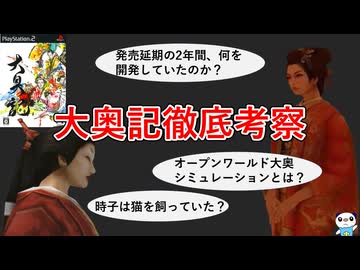 PlayStation 2
大奥記
発売延期の2年間、何を
開発していたのか？
大奥記徹底考察
オープンワールド大奥
シミュレーションとは？
時子は猫を飼っていた？